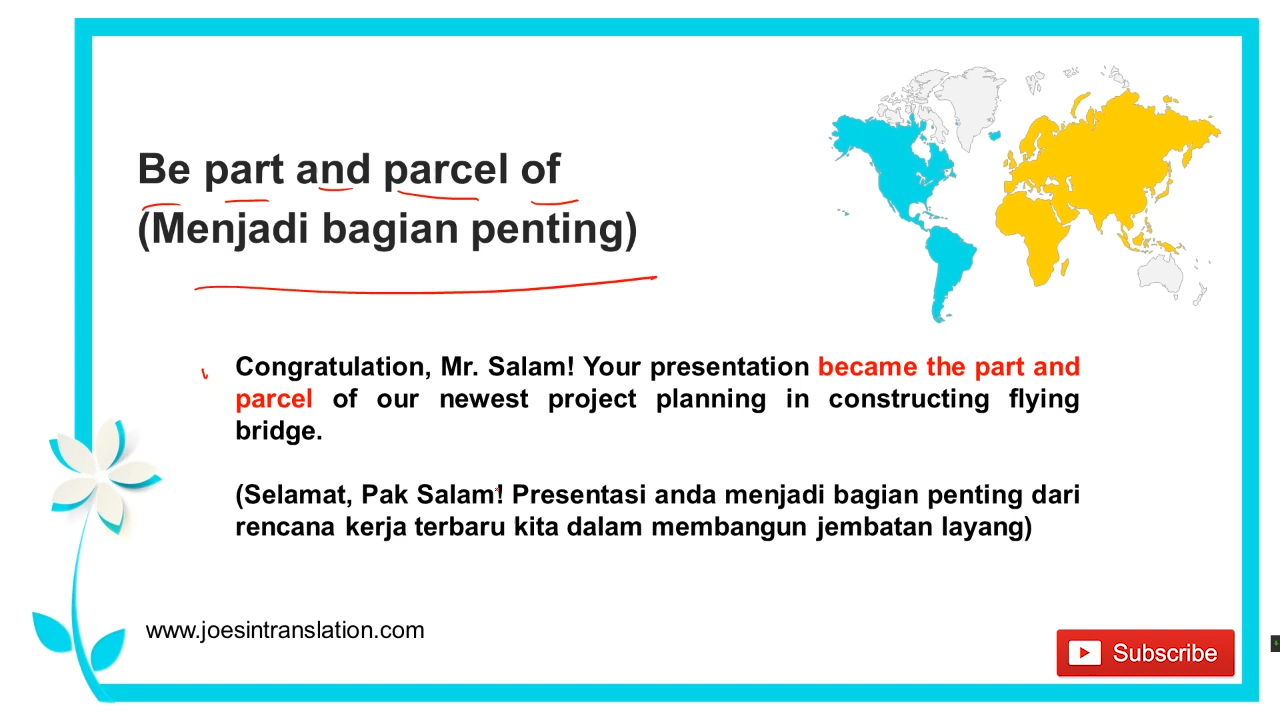 Be part and parcel of
(Menjadi bagian penting)
Congratulation, Mr. Salam! Your presentation became the part and
parcel of our newest project planning in constructing flying
bridge.
(Selamat, Pak Salam! Presentasi anda menjadi bagian penting dari
rencana kerja terbaru kita dalam membangun jembatan layang)
www.joesintranslation.com
Subscribe